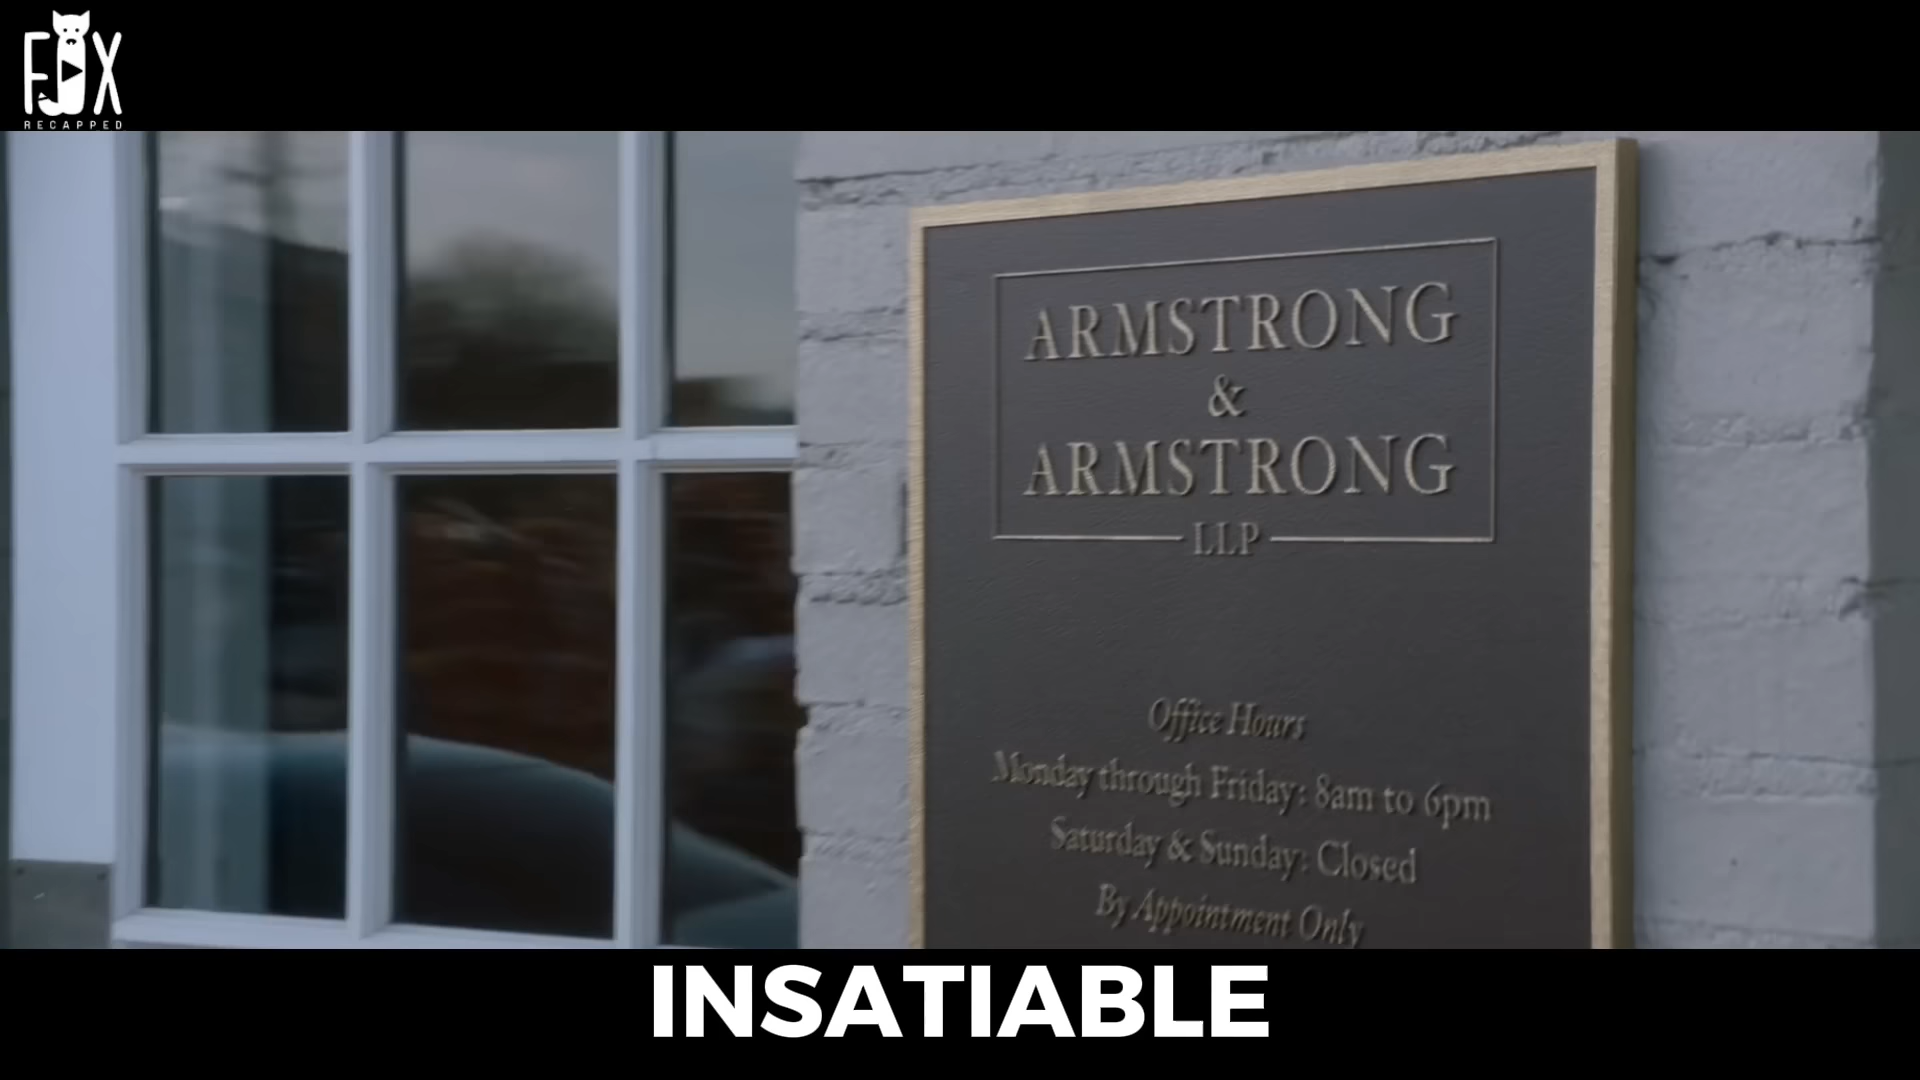 FOX
RECAPPED
ARMSTRONG
&
ARMSTRONG
LLP
Office Hours
Monday through Friday: 8am to 6pm
Saturday & Sunday: Closed
By Appointment Only
INSATIABLE